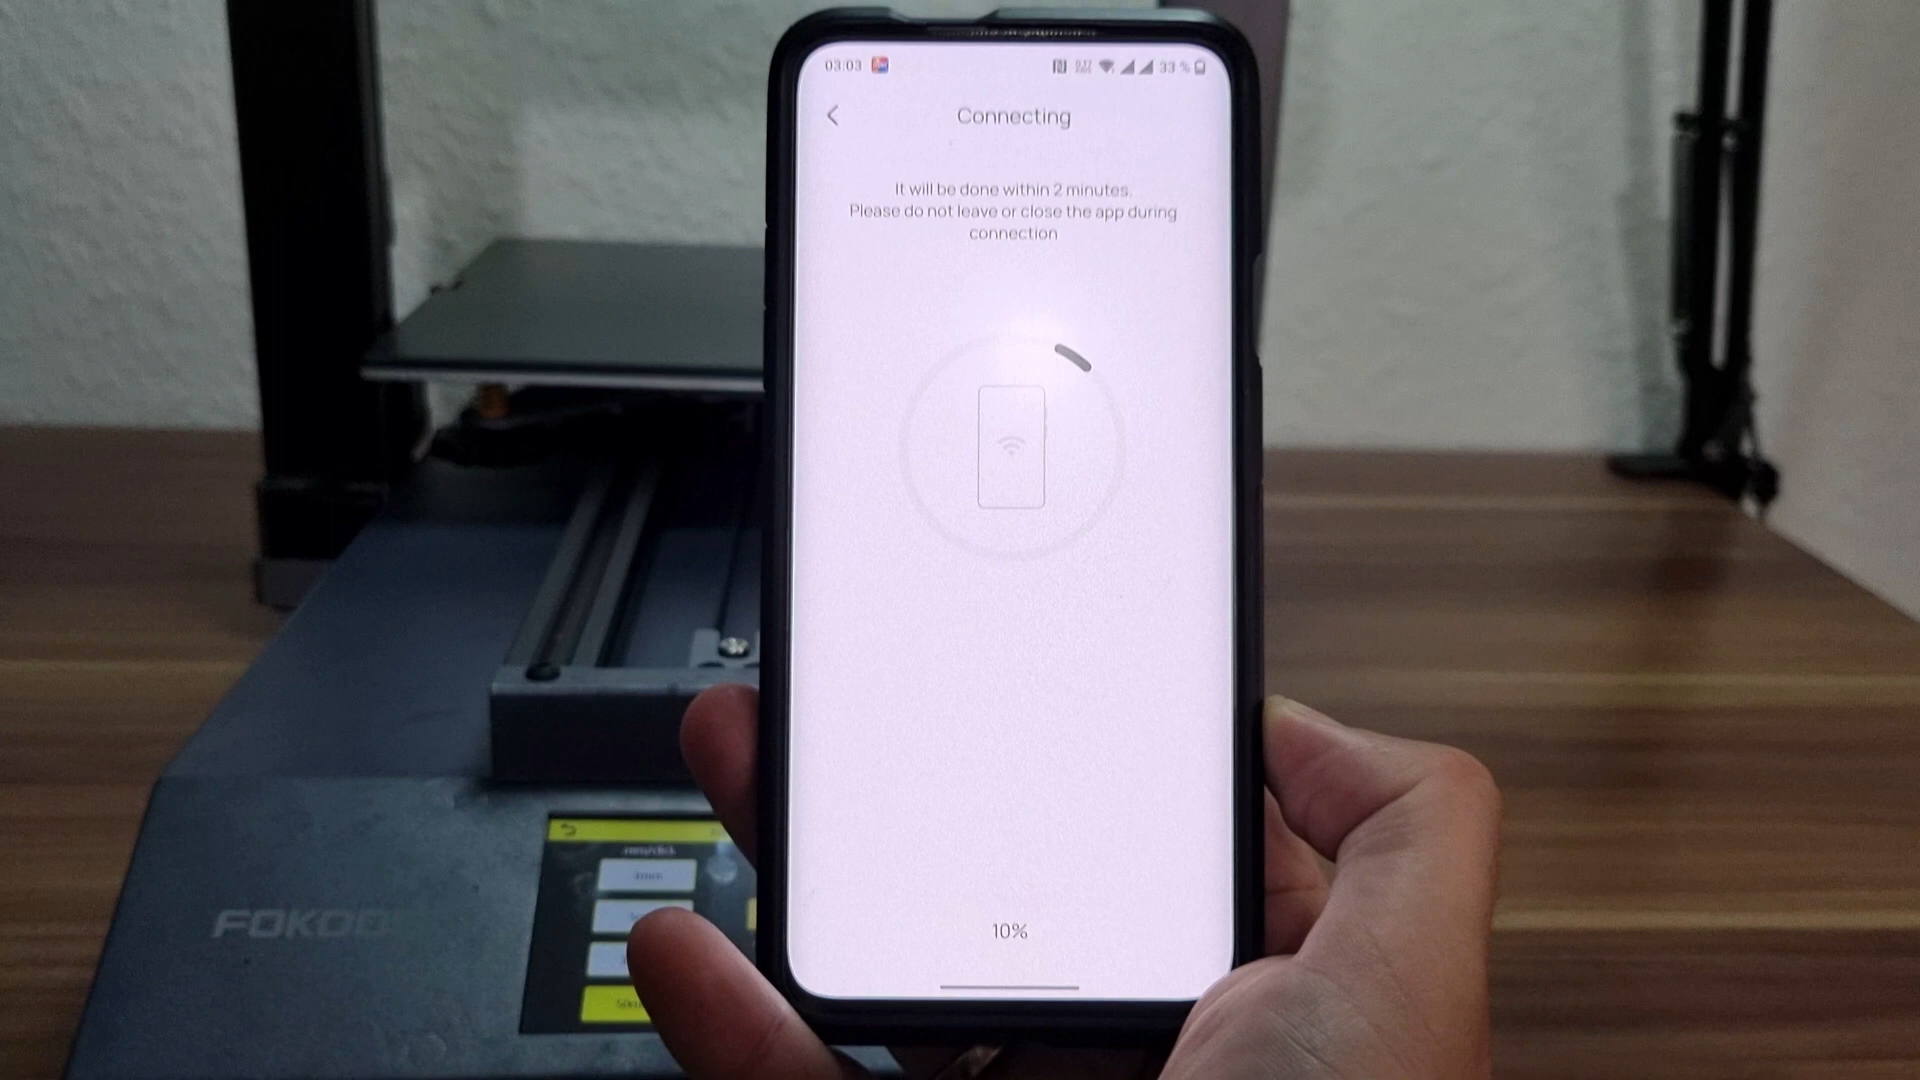 03:03
33 %
Connecting
It will be done within 2 minutes.
Please do not leave or close the app during
connection
10%
FOKOO